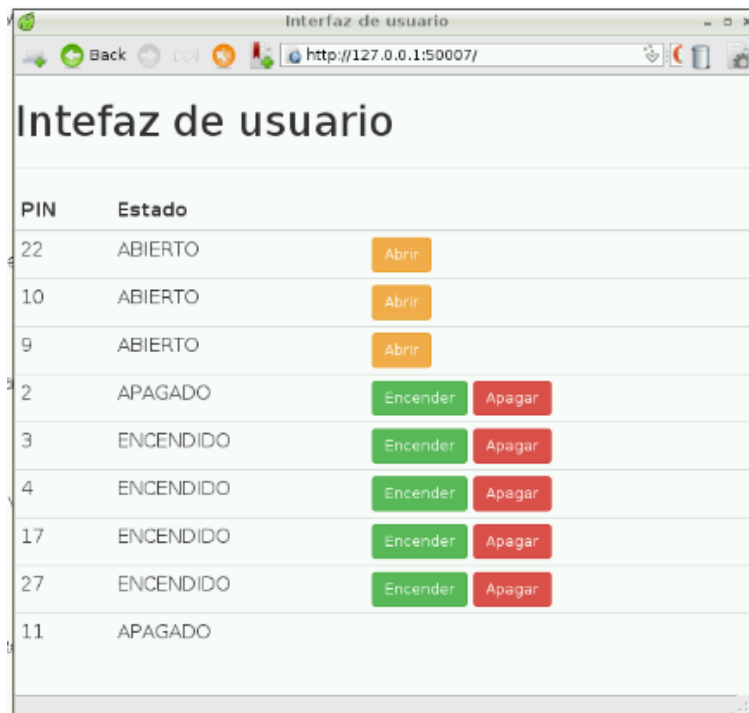 Interfaz de usuario
Back http://127.0.0.1:50007/
Intefaz de usuario
PIN Estado
22 ABIERTO Abrir
10 ABIERTO Abrir
9 ABIERTO Abrir
2 APAGADO Encender Apagar
3 ENCENDIDO Encender Apagar
4 ENCENDIDO Encender Apagar
17 ENCENDIDO Encender Apagar
27 ENCENDIDO Encender Apagar
11 APAGADO